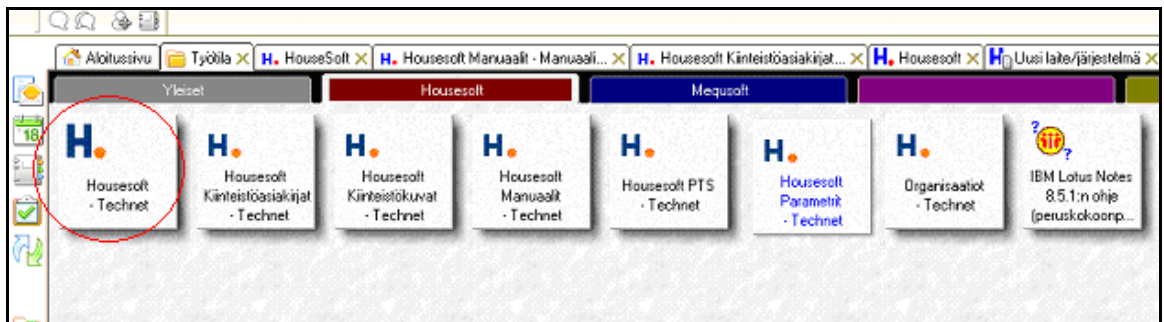 Aloitussivu Työtila H. HouseSoft H. Housesoft Manuaalit - Manuaali... H. Housesoft Kiinteistöasiakirjat... H. Housesoft H. Uusi laite/järjestelmä
Yleiset Housesoft Mequsoft
18
H. H. H. H. H. H. H. ? ?
Housesoft
- Technet
Housesoft
Kiinteistöasiakirjat
- Technet
Housesoft
Kiinteistökuvat
- Technet
Housesoft
Manuaalit
- Technet
Housesoft PTS
- Technet
Housesoft
Parametrit
- Technet
Organisaatiot
- Technet
IBM Lotus Notes
8.5.1:n ohje
(peruskokoonp...